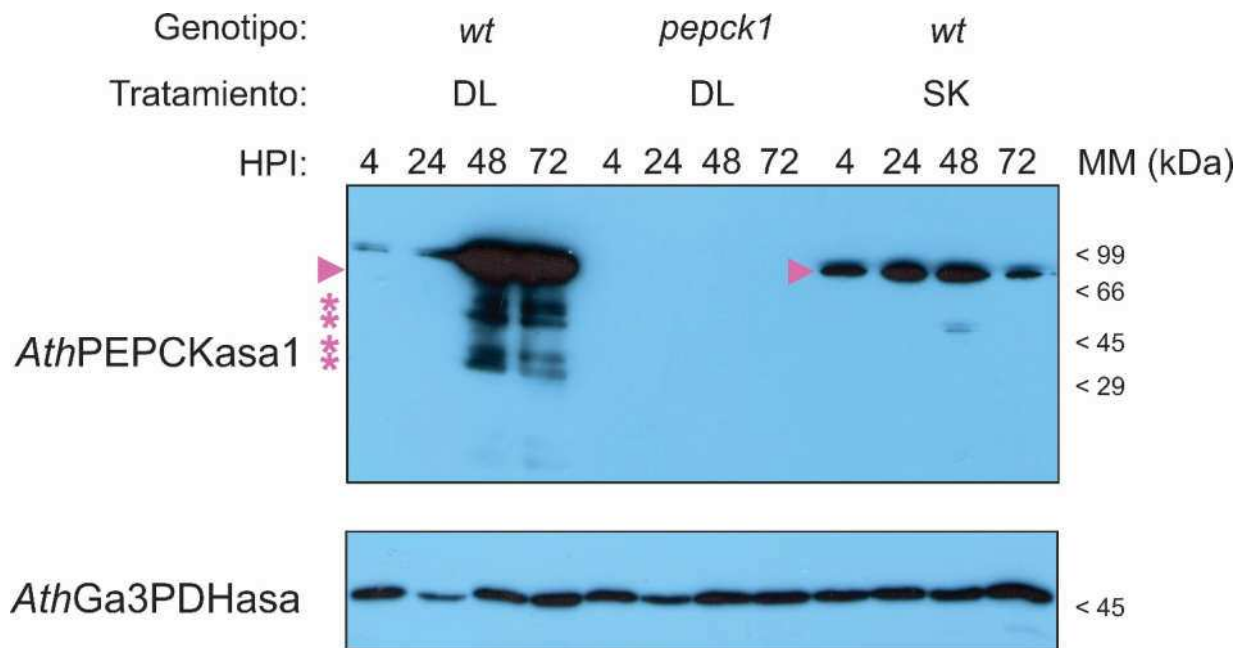 Genotipo: wt pepck1 wt
Tratamiento: DL DL SK
HPI: 4 24 48 72 4 24 48 72 4 24 48 72 MM (kDa)
< 99
< 66
*
*
AthPEPCKasa1 *
*
< 45
< 29
AthGa3PDHasa < 45